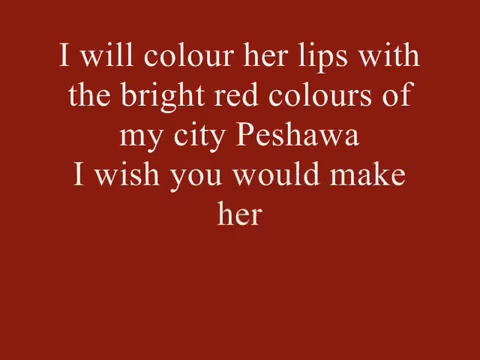 I will colour her lips with
the bright red colours of
my city Peshawa
I wish you would make
her